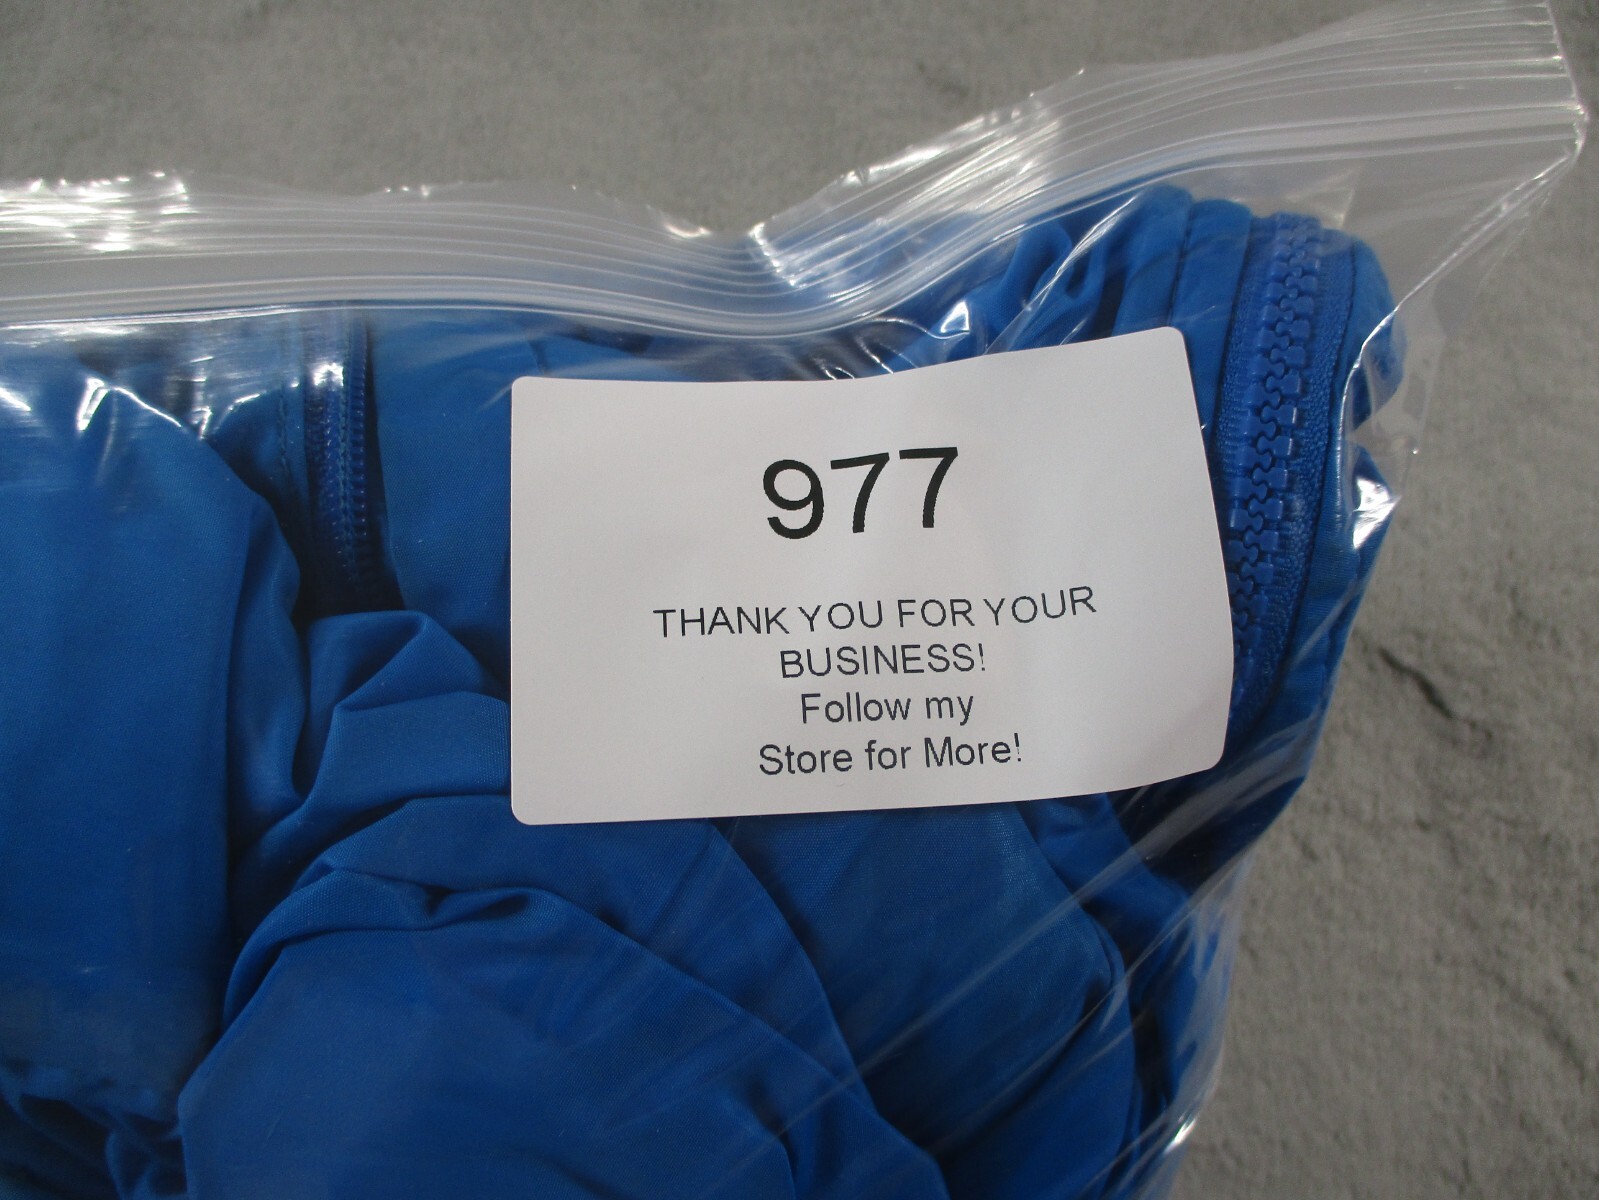 977
THANK YOU FOR YOUR
BUSINESS!
Follow my
Store for More!